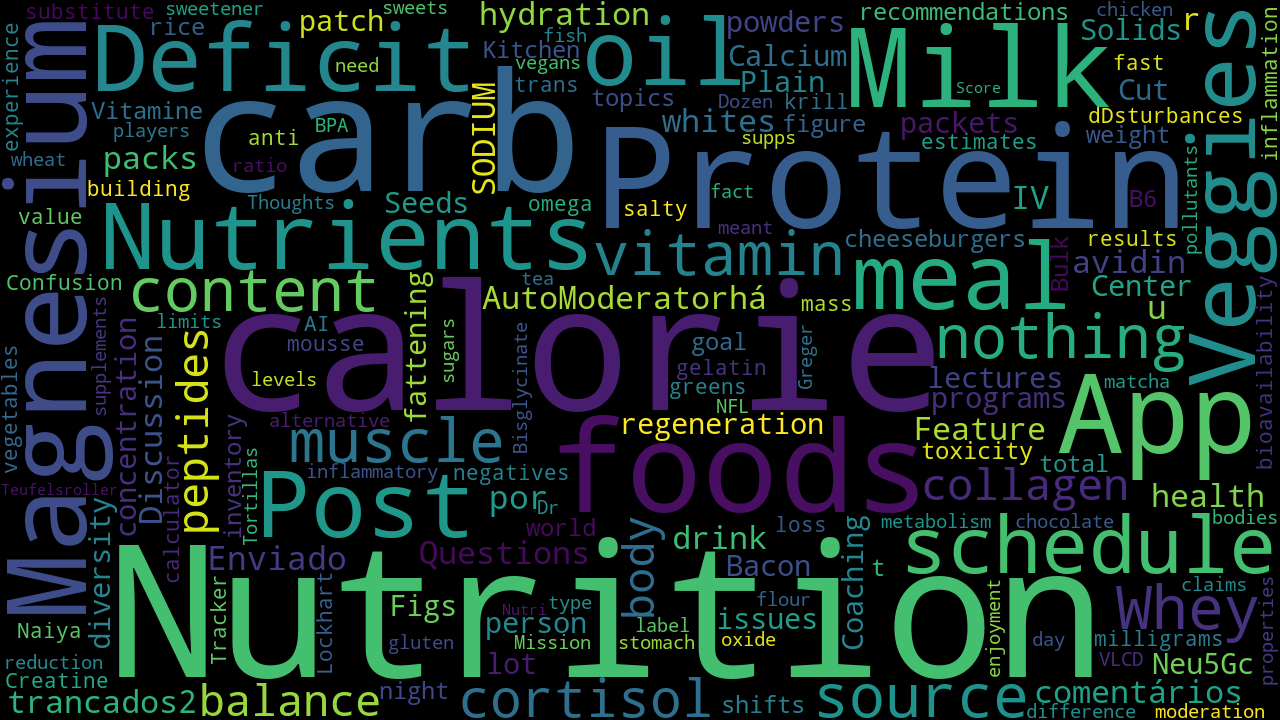 substitute
sweetener
sweets
hydration
powders
recommendations
chicken
rice
patch
Deficit
need
Kitchen
fish
vegans
oil
Calcium
Plain
Milk
Score
Solids
r
fast
Cut
experience
Magnesium
Vitamine
players
BPA
anti
carb
SODIUM
trans
topics
Dozen
krill
whites
figure
supps
packets
dDsturbances
estimates
weight
inflammation
Veggies
pollutants
wheat
packs
ratio
building
Protein
value
Nutrients
Thoughts
Seeds
omega
salty
fact
meant
IV
B6
results
vitamin
cheeseburgers
Bulk
avidin
Center
Confusion
content
fattening
tea
AutoModeratorhá
mass
meal
u
supplements
limits
AI
mousse
calorie
sugars
Bisglycinate
goal
gelatin
greens
Greger
nothing
bioavailability
vegetables
concentration
Discussion
peptides
levels
alternative
NFL
regeneration
lectures
programs
matcha
App
Feature
toxicity
total
inventory
muscle
inflammatory
negatives
foods
collagen
Teufelsroller
calculator
Tortillas
Post
por
Dr
world
health
diversity
Enviado
Questions
body
drink
loss
Coaching
metabolism
chocolate
bodies
schedule
Bacon
t
Nutrition
Tracker
Lockhart
Figs
Nutri
type
person
flour
issues
enjoyment
Whey
claims
properties
Naiya
gluten
Mission
label
stomach
oxide
day
milligrams
reduction
lot
VLCD
Neu5Gc
Creatine
night
trancados2
balance
cortisol
shifts
source
comentários
difference
moderation